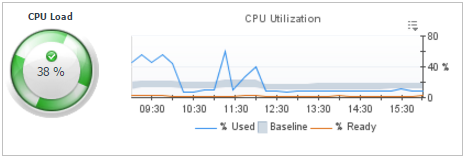 CPU Load
38 %
CPU Utilization
80
40 %
0
09:30 10:30 11:30 12:30 13:30 14:30 15:30
% Used Baseline % Ready